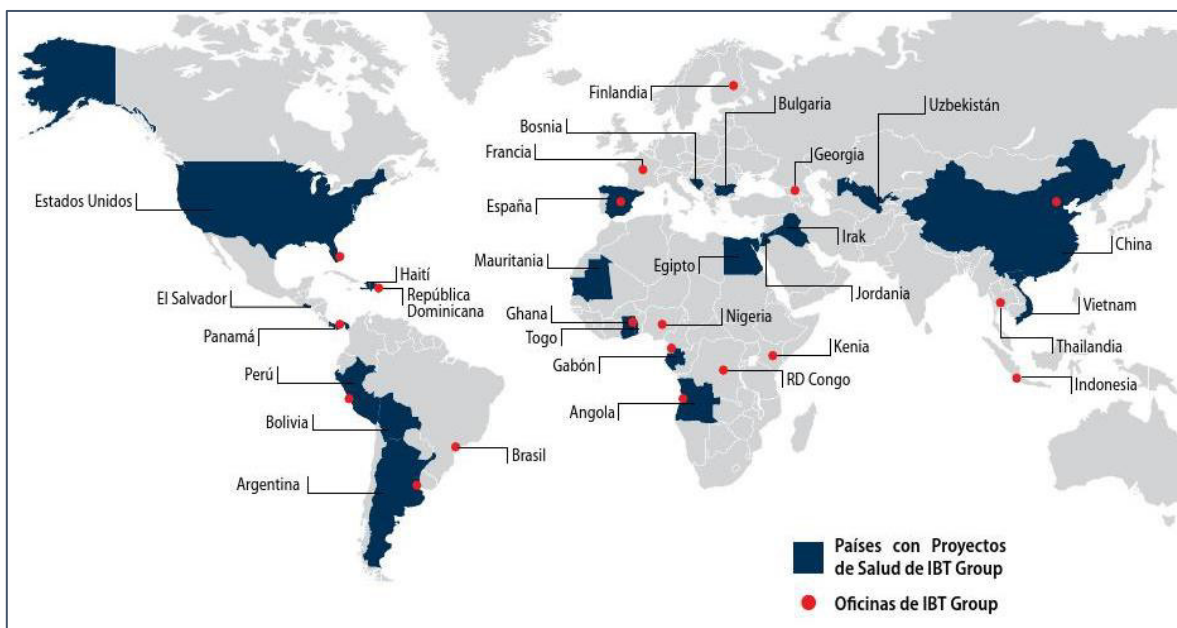 Finlandia
Bulgaria
Uzbekistán
Bosnia
Francia
Georgia
Estados Unidos
España
Irak
China
Mauritania
Egipto
Haití
Jordania
El Salvador
República
Dominicana
Vietnam
Ghana
Nigeria
Panamá
Togo
Kenia
Thailandia
Gabón
Perú
RD Congo
Indonesia
Angola
Bolivia
Brasil
Argentina
Países con Proyectos
de Salud de IBT Group
Oficinas de IBT Group